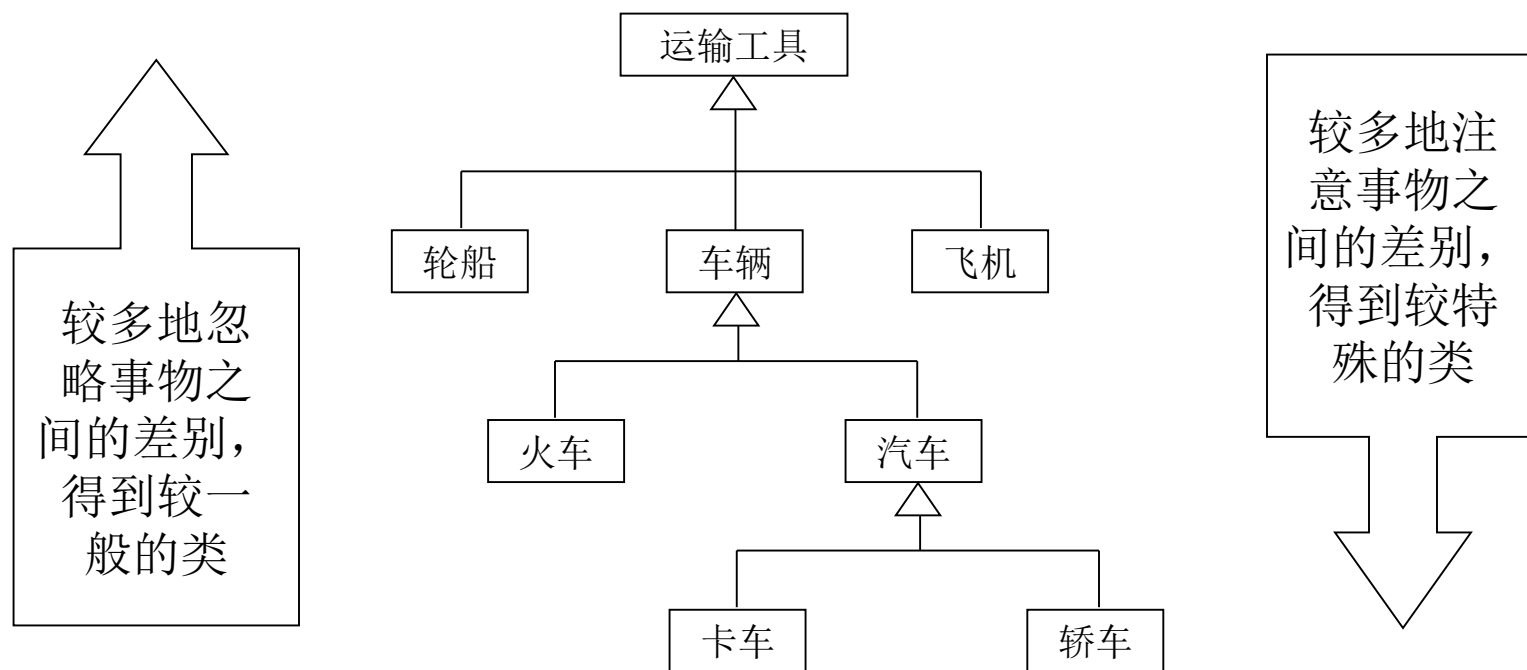 运输工具
轮船
车辆
飞机
火车
汽车
卡车
轿车
较多地忽
略事物之
间的差别，
得到较一
般的类
较多地注
意事物之
间的差别，
得到较特
殊的类